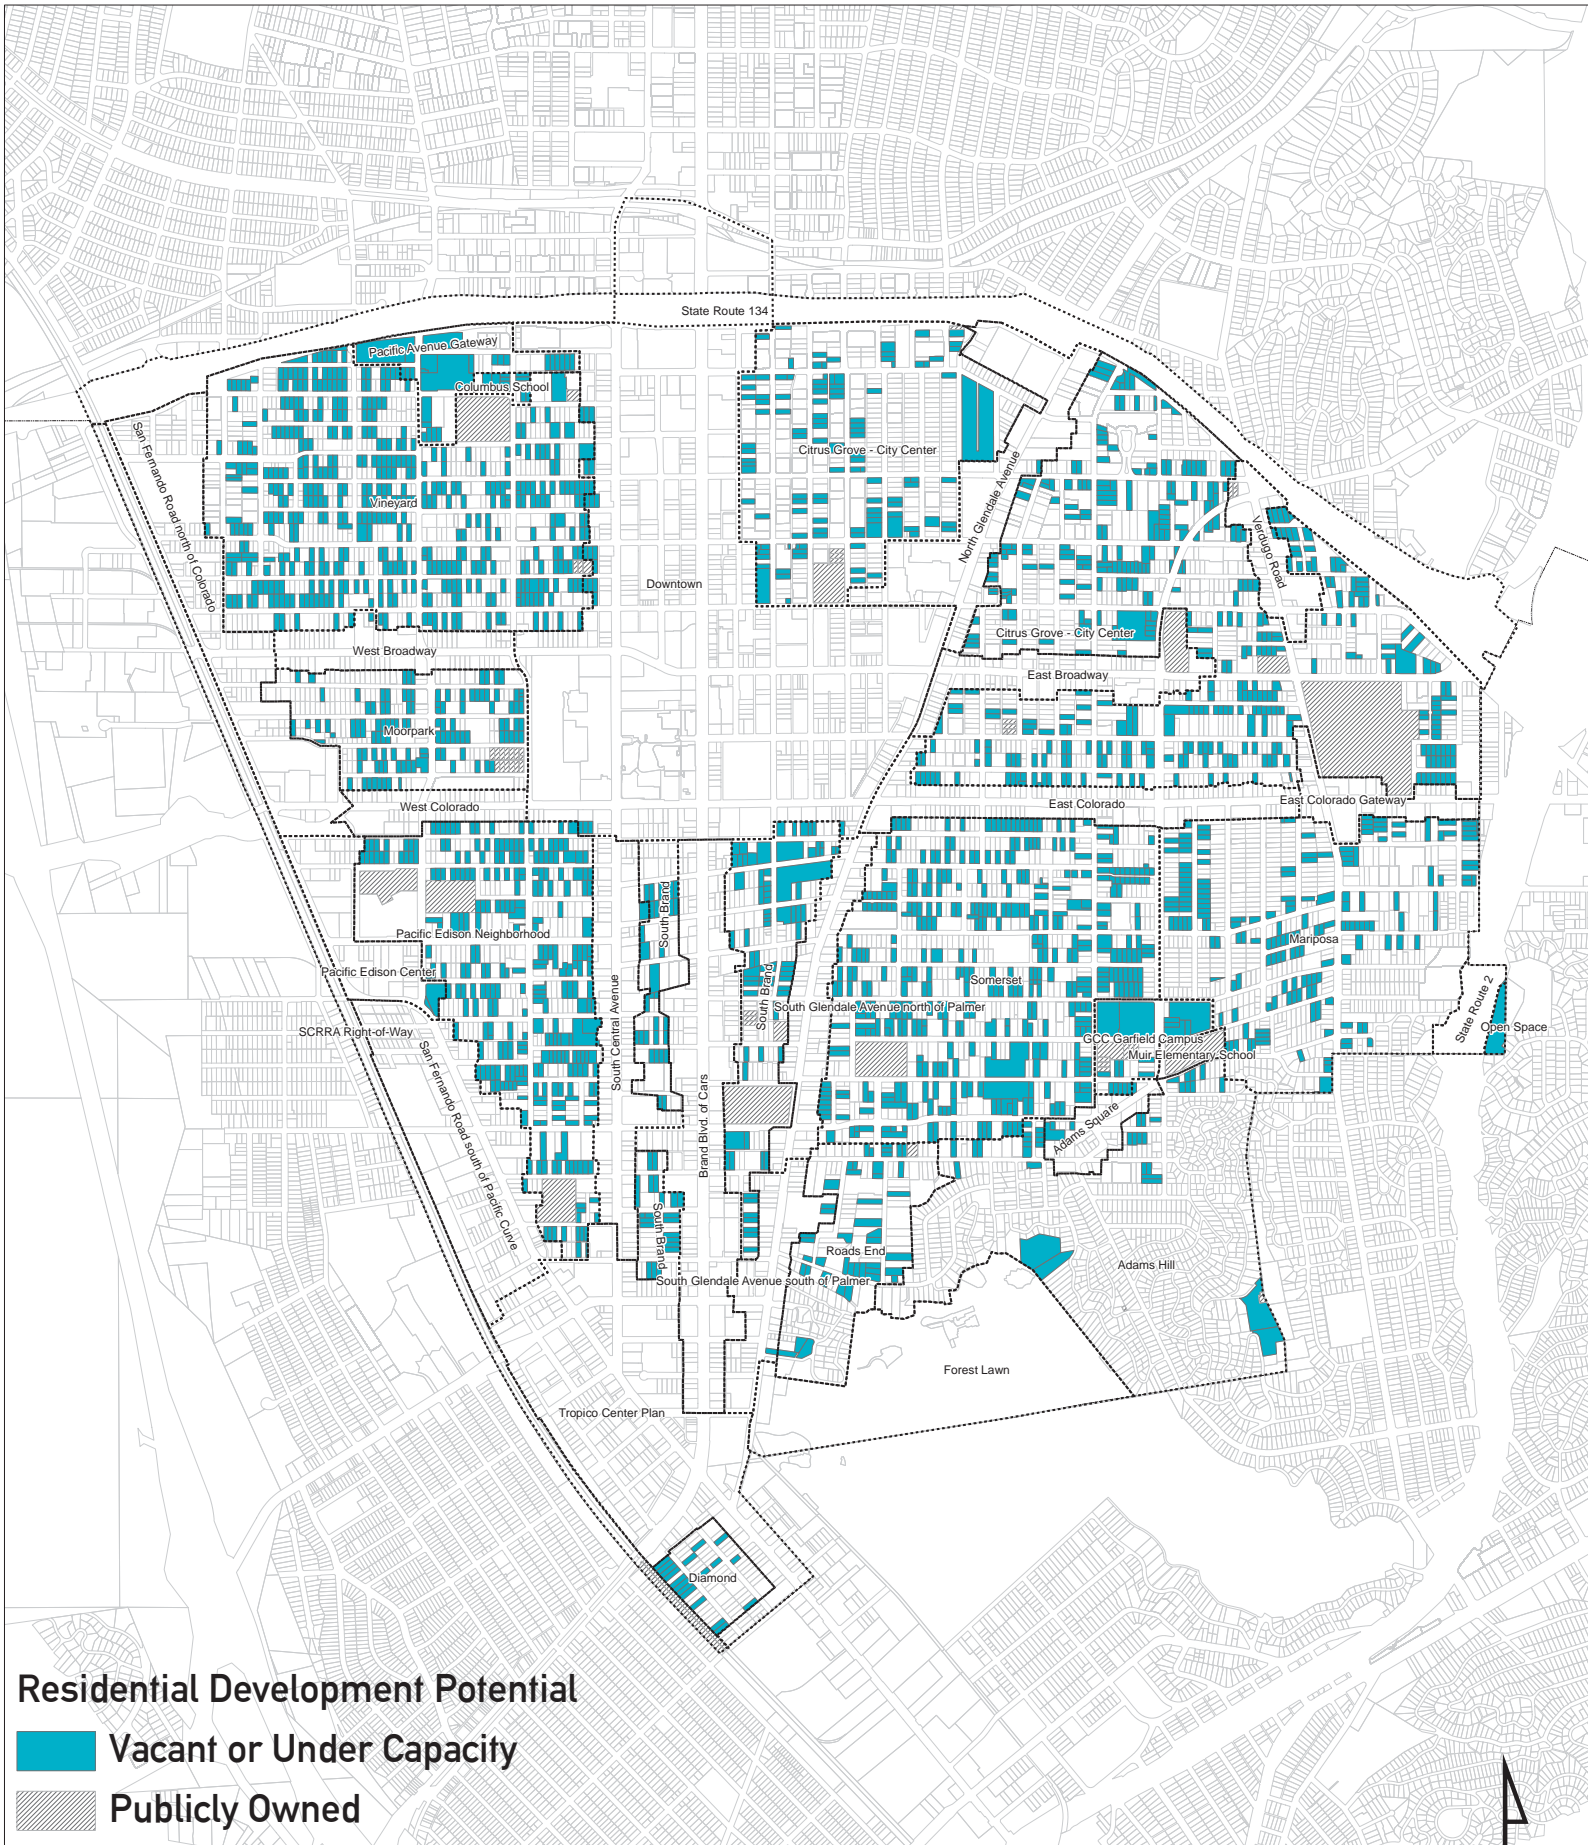 State Route 134
Pacific Avenue Gateway
Columbus School
San Fernando Road north of Colorado
Citrus Grove - City Center
Vineyard
North Glendale Avenue
Verdugo Road
Downtown
Citrus Grove - City Center
West Broadway
East Broadway
Moorpark
West Colorado
East Colorado
East Colorado Gateway
South Brand
Pacific Edison Neighborhood
Mariposa
Pacific Edison Center
Somerset
South Brand
South Glendale Avenue north of Palmer
State Route 2
Open Space
SCRRA Right-of-Way
South Central Avenue
GCC Garfield Campus
Muir Elementary School
San Fernando Road south of Pacific Curve
Brand Blvd. of Cars
Adams Square
South Brand
Roads End
Adams Hill
South Glendale Avenue south of Palmer
Forest Lawn
Tropico Center Plan
Diamond
Residential Development Potential
Vacant or Under Capacity
Publicly Owned